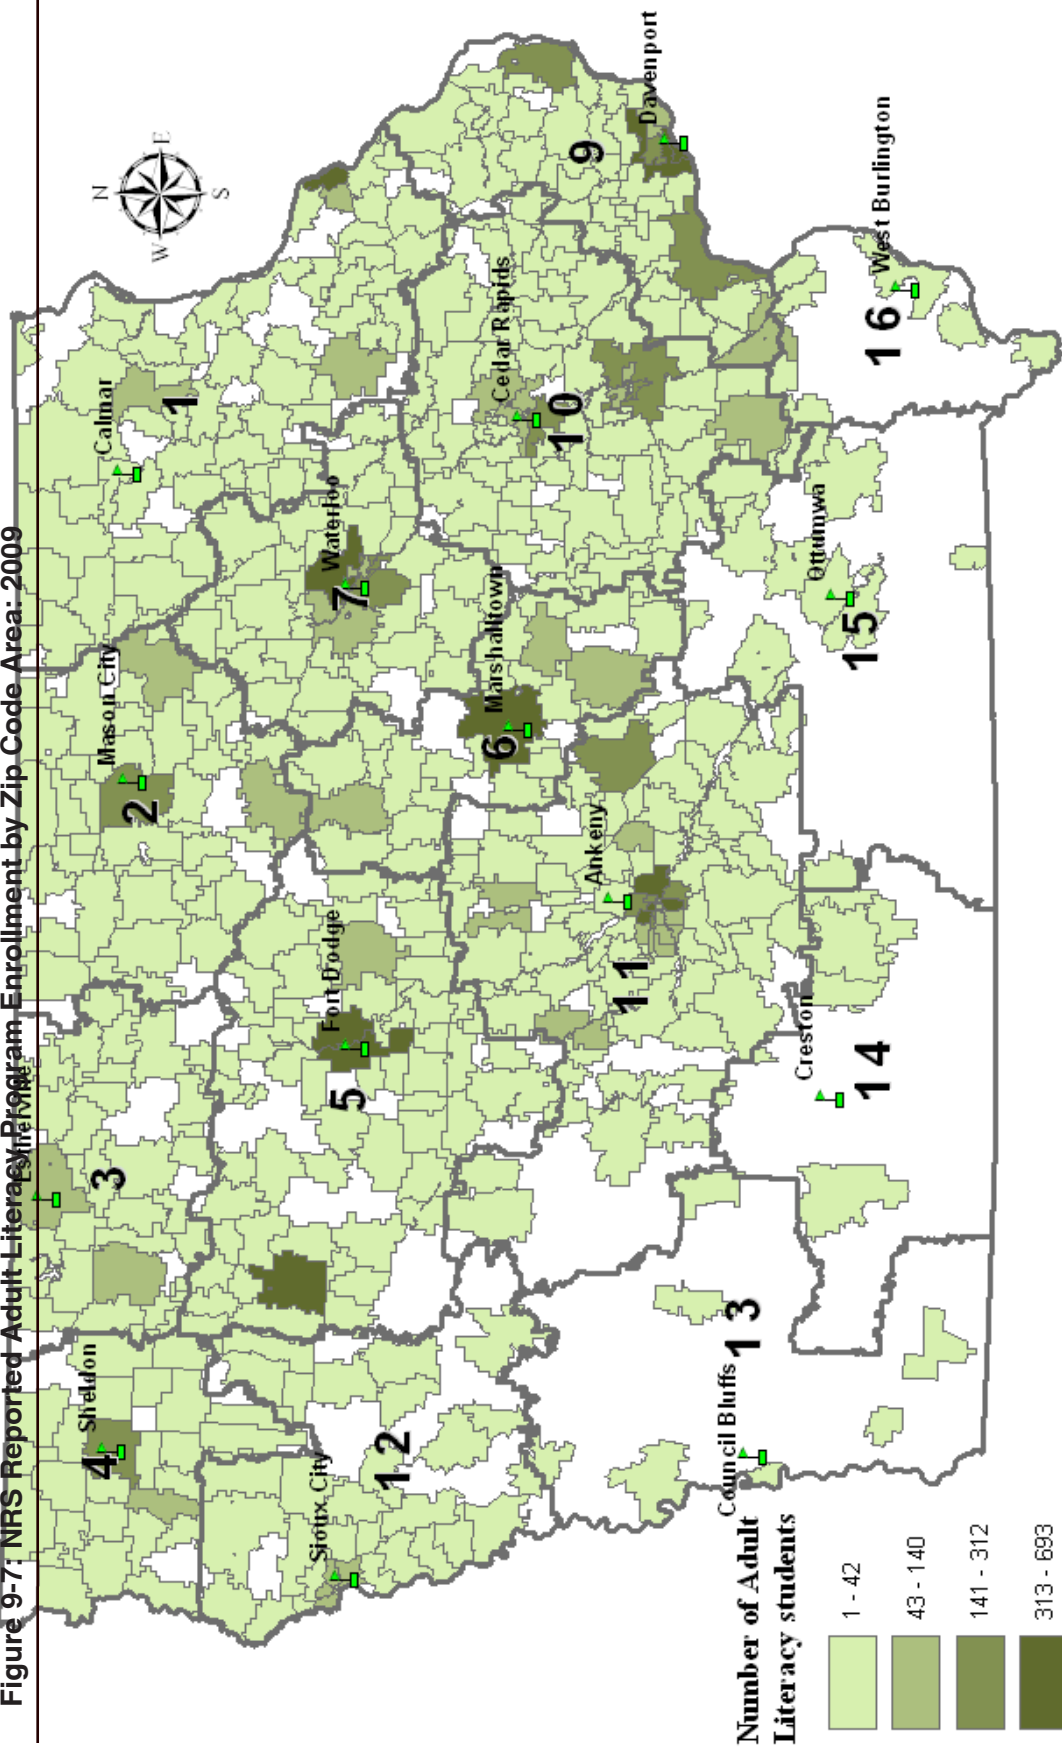 Figure 9-7: NRS Reported Adult Literacy Program Enrollment by Zip Code Area: 2009
N
W
E
S
Estherville
3
Sheldon
4
Mason City
2
Calmar
1
Fort Dodge
5
Waterloo
7
Sioux City
12
Marshalltown
6
Cedar Rapids
10
9
Davenport
Ankeny
11
Council Bluffs
13
Creston
14
Ottumwa
15
West Burlington
16
Number of Adult
Literacy students
1 - 42
43 - 140
141 - 312
313 - 693